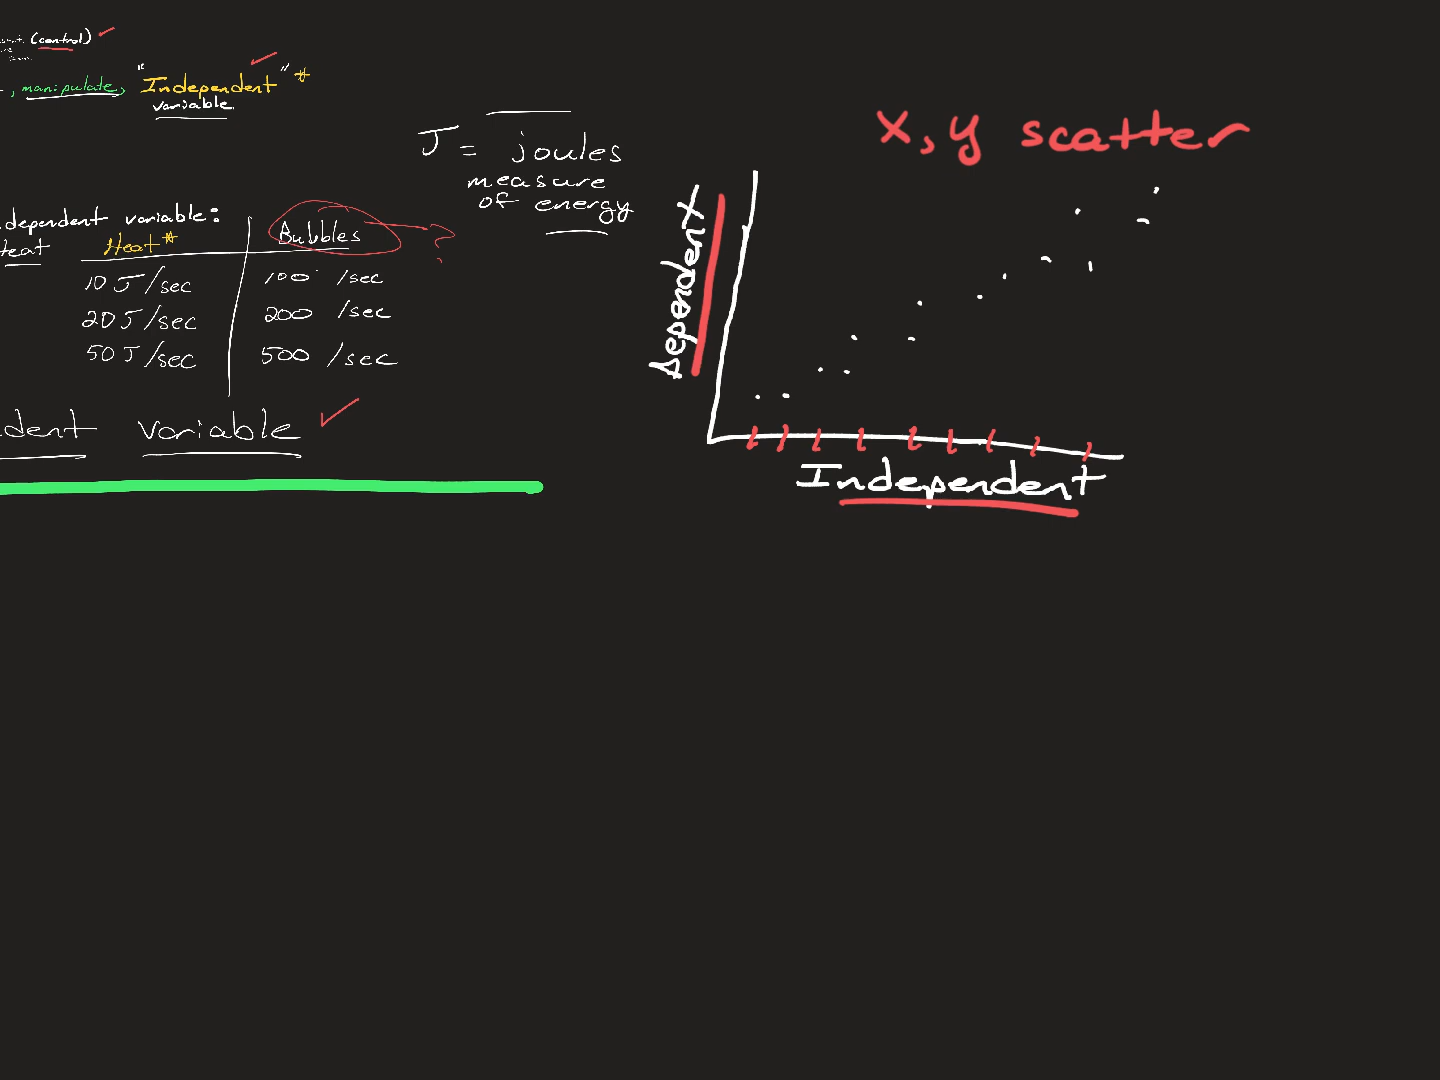 (control)
, manipulate, "Independent" *
variable
J = joules
measure
of energy
x, y scatter
dependent variable:
Heat
Heat* Bubbles ?
10 J/sec 100 /sec
20 J/sec 200 /sec
50 J/sec 500 /sec
dent variable
Dependent
Independent